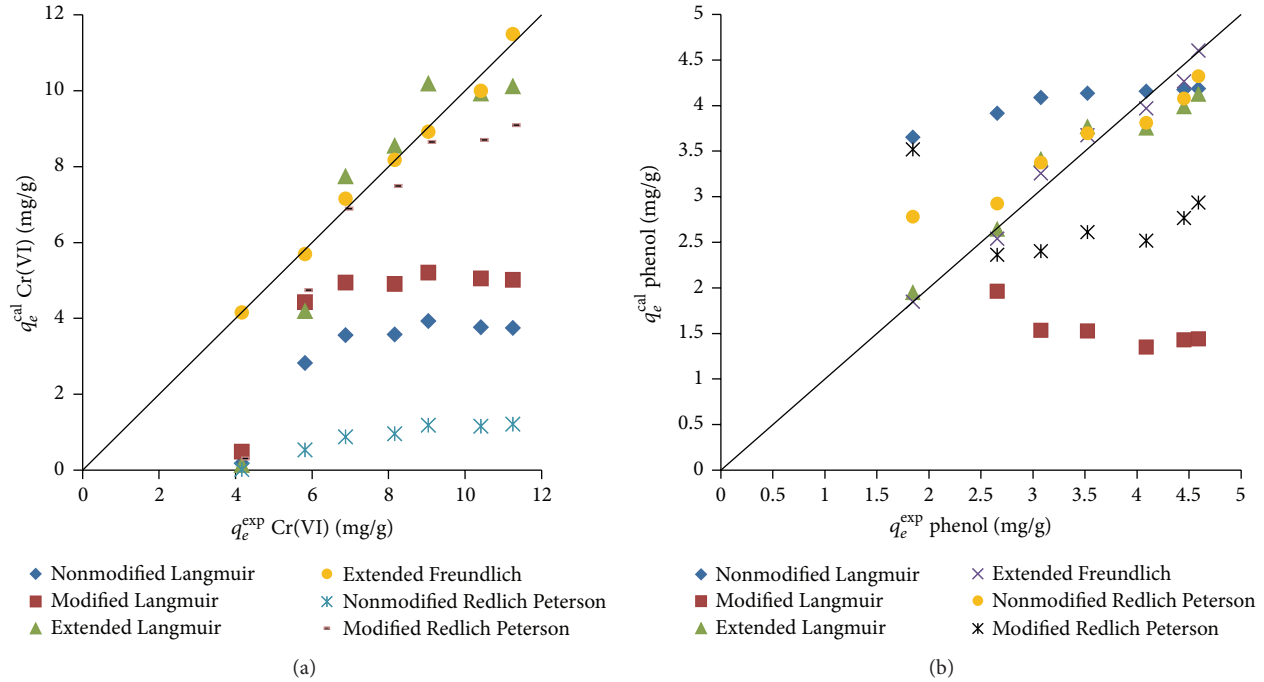 12
10
8
6
4
2
0
0
2
4
6
8
10
12
q_e^cal Cr(VI) (mg/g)
q_e^exp Cr(VI) (mg/g)
Nonmodified Langmuir
Modified Langmuir
Extended Langmuir
Extended Freundlich
Nonmodified Redlich Peterson
Modified Redlich Peterson
(a)
5
4.5
4
3.5
3
2.5
2
1.5
1
0.5
0
0
0.5
1
1.5
2
2.5
3
3.5
4
4.5
5
q_e^cal phenol (mg/g)
q_e^exp phenol (mg/g)
Nonmodified Langmuir
Modified Langmuir
Extended Langmuir
Extended Freundlich
Nonmodified Redlich Peterson
Modified Redlich Peterson
(b)